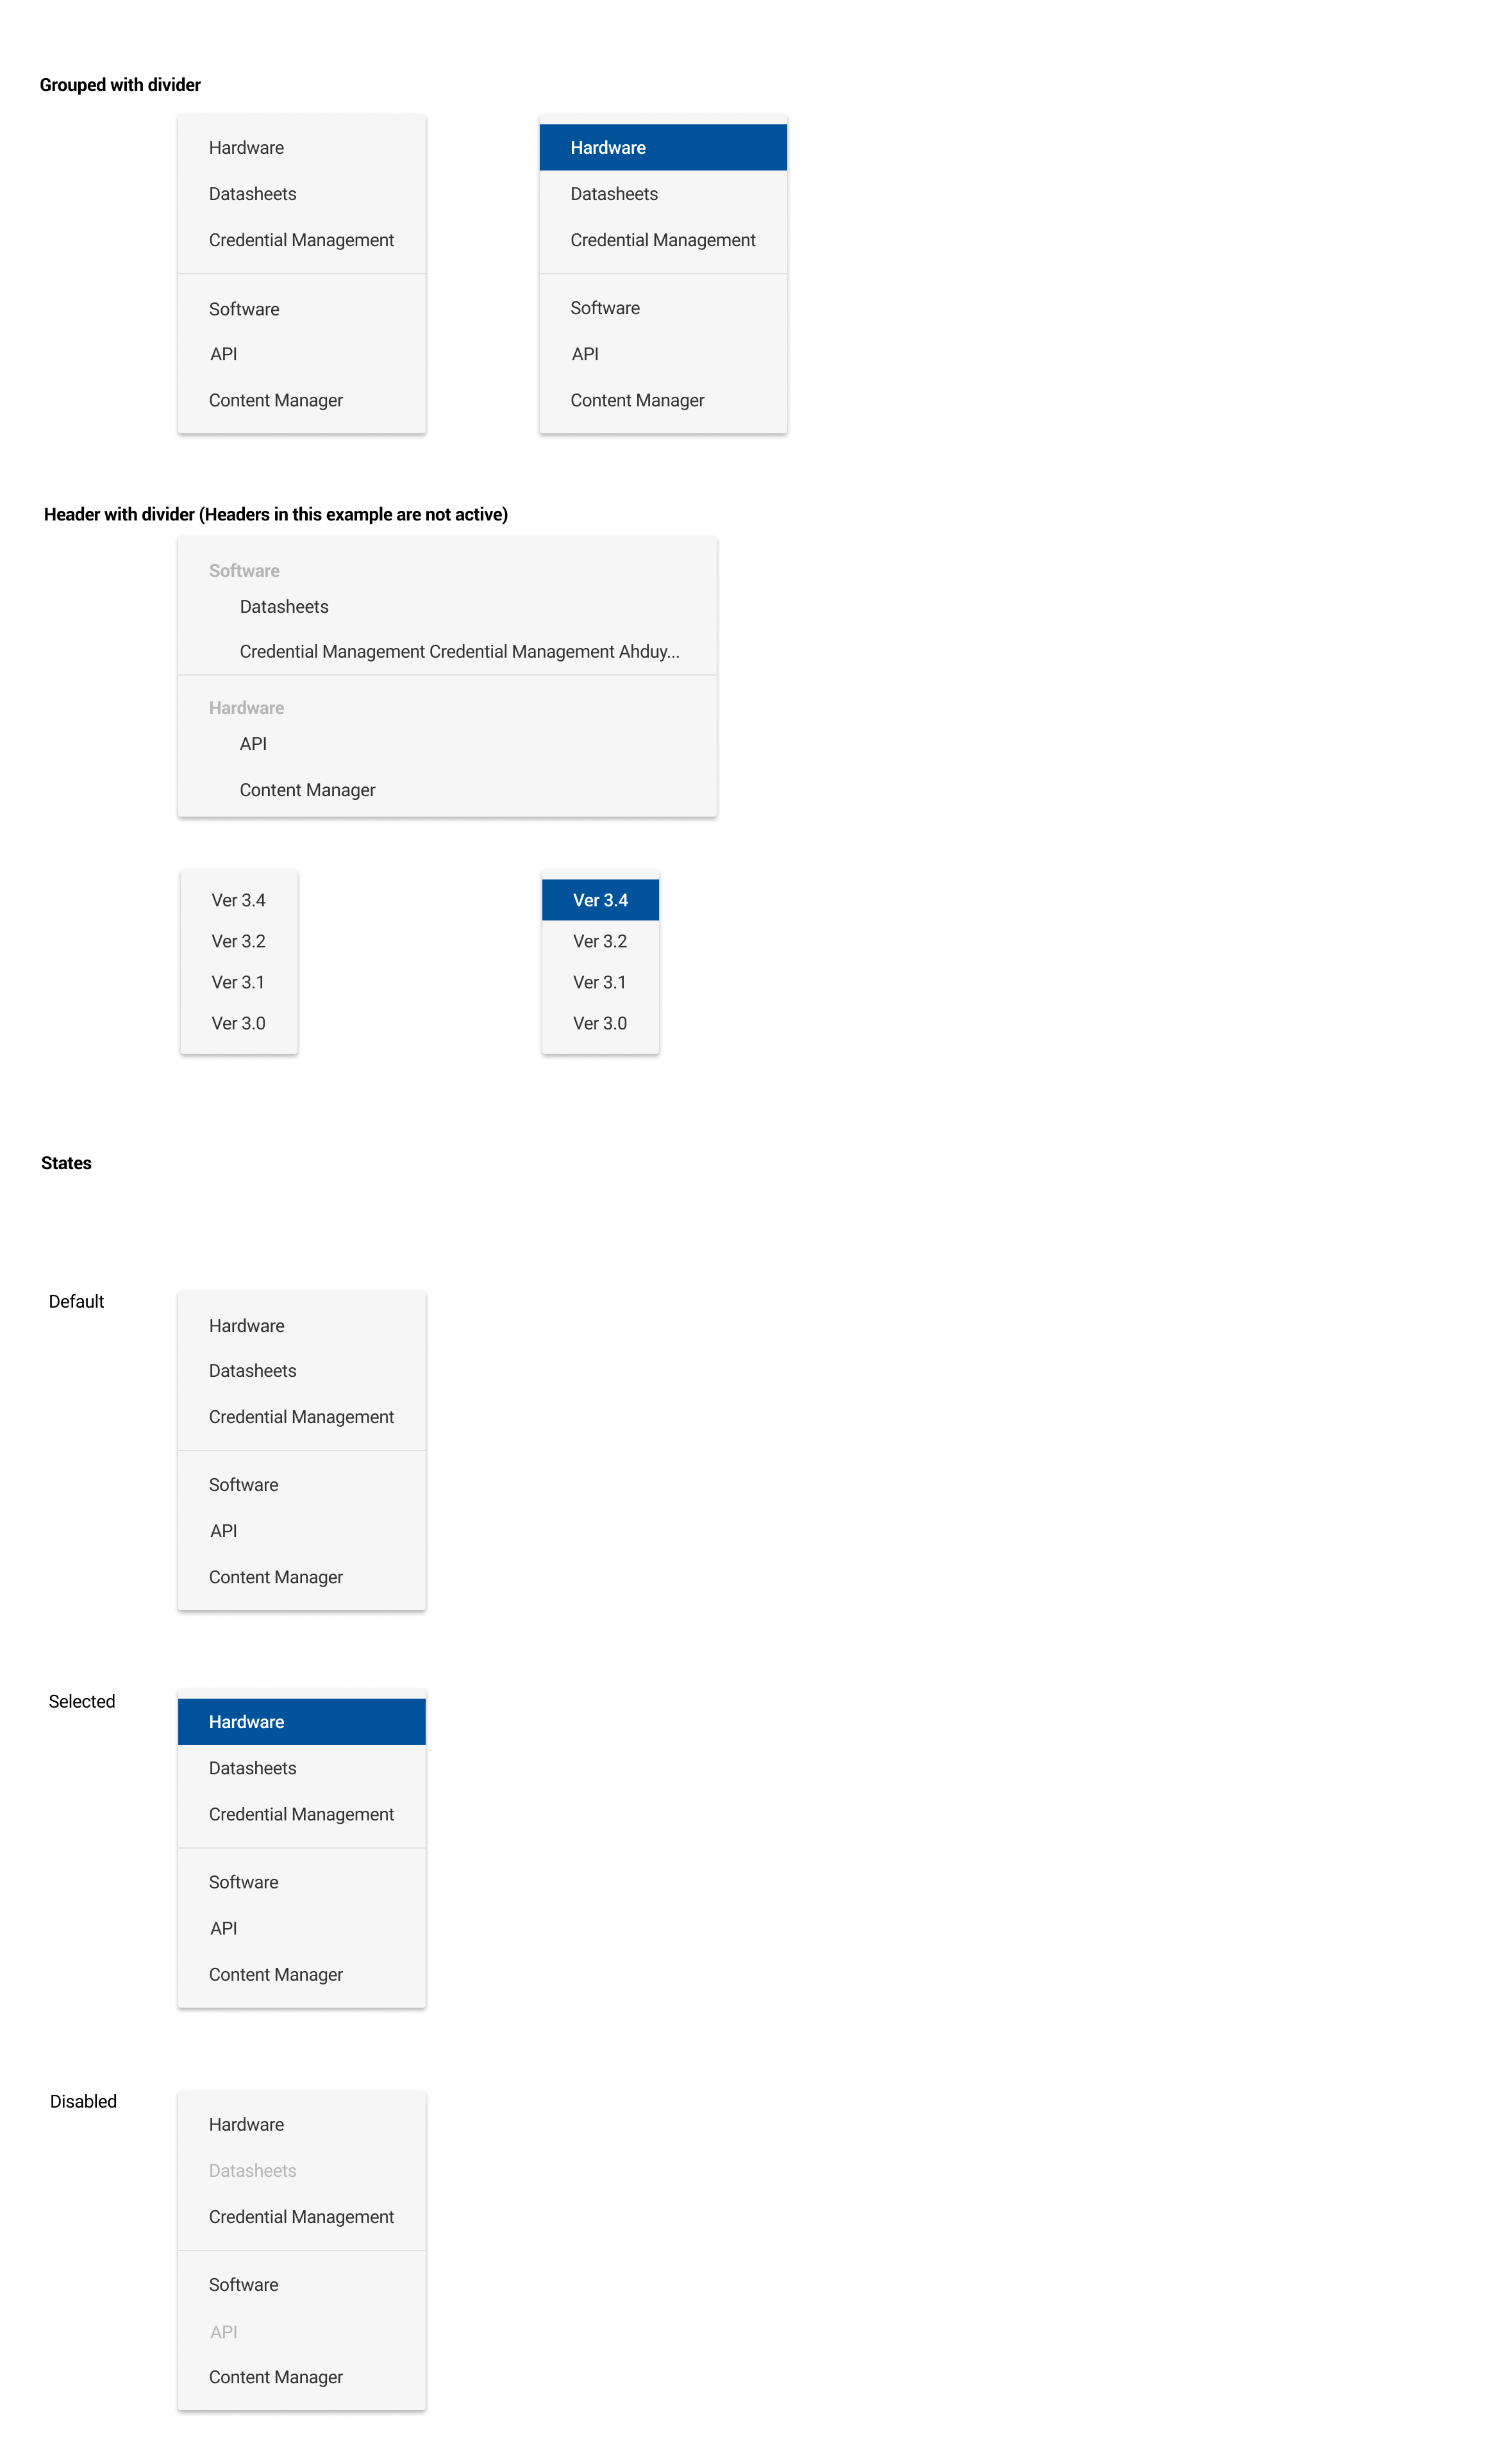 Grouped with divider
Hardware
Datasheets
Credential Management
Software
API
Content Manager
Hardware
Datasheets
Credential Management
Software
API
Content Manager
Header with divider (Headers in this example are not active)
Software
Datasheets
Credential Management Credential Management Ahduy...
Hardware
API
Content Manager
Ver 3.4
Ver 3.2
Ver 3.1
Ver 3.0
Ver 3.4
Ver 3.2
Ver 3.1
Ver 3.0
States
Default
Hardware
Datasheets
Credential Management
Software
API
Content Manager
Selected
Hardware
Datasheets
Credential Management
Software
API
Content Manager
Disabled
Hardware
Datasheets
Credential Management
Software
API
Content Manager